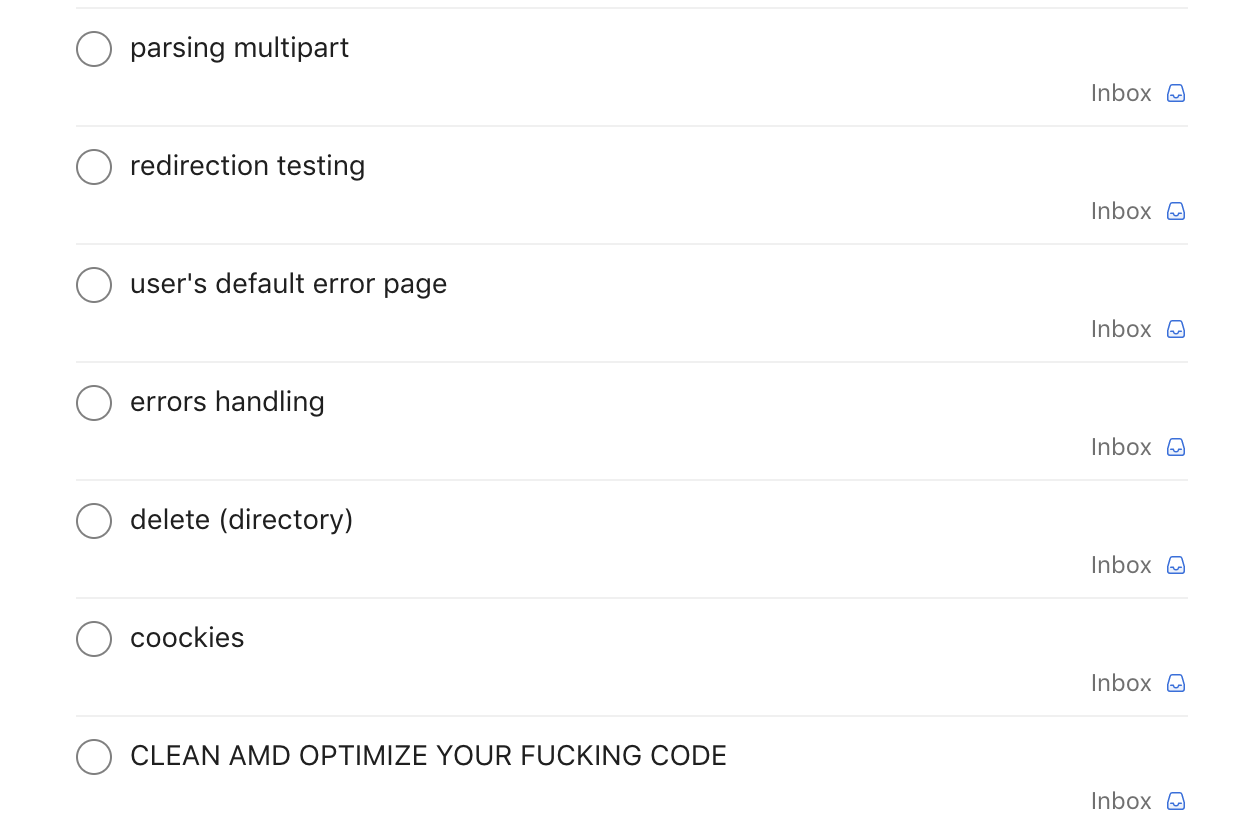 parsing multipart
Inbox
redirection testing
Inbox
user's default error page
Inbox
errors handling
Inbox
delete (directory)
Inbox
coockies
Inbox
CLEAN AMD OPTIMIZE YOUR FUCKING CODE
Inbox